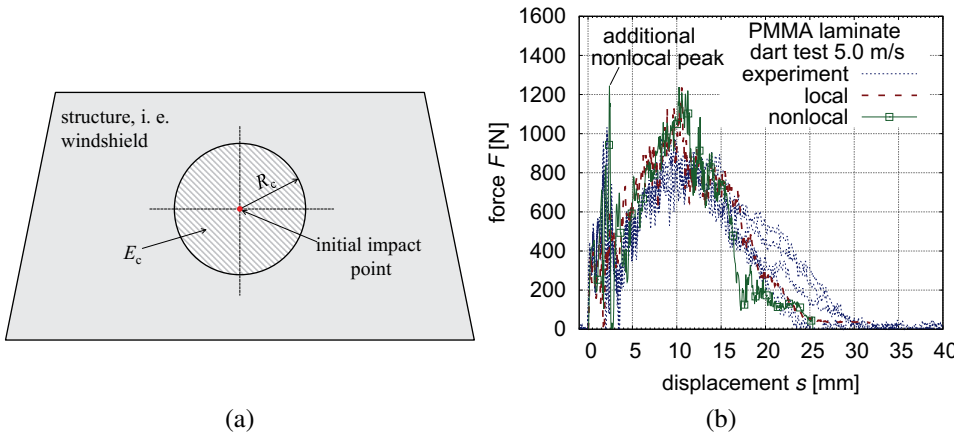 structure, i. e.
windshield
R_c
E_c
initial impact
point
(a)
1600
1400
1200
1000
800
600
400
200
0
force F [N]
additional
nonlocal peak
PMMA laminate
dart test 5.0 m/s
experiment
local
nonlocal
0 5 10 15 20 25 30 35 40
displacement s [mm]
(b)